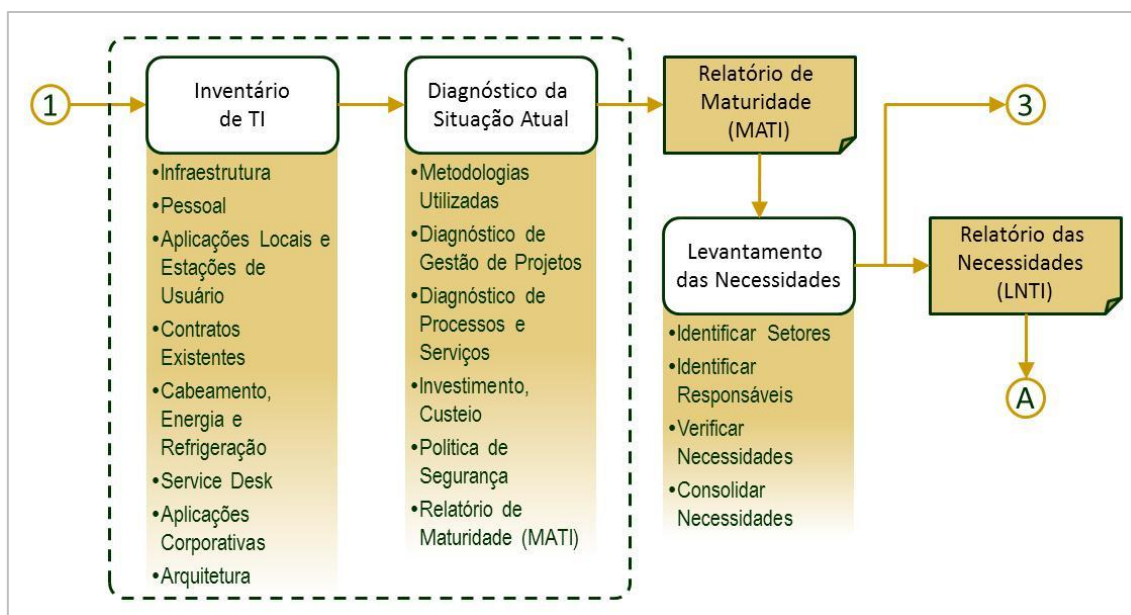 1
Inventário
de TI
•Infraestrutura
•Pessoal
•Aplicações Locais e
Estações de
Usuário
•Contratos
Existentes
•Cabeamento,
Energia e
Refrigeração
•Service Desk
•Aplicações
Corporativas
•Arquitetura
Diagnóstico da
Situação Atual
•Metodologias
Utilizadas
•Diagnóstico de
Gestão de Projetos
•Diagnóstico de
Processos e
Serviços
•Investimento,
Custeio
•Politica de
Segurança
•Relatório de
Maturidade (MATI)
Relatório de
Maturidade
(MATI)
Levantamento
das Necessidades
•Identificar Setores
•Identificar
Responsáveis
•Verificar
Necessidades
•Consolidar
Necessidades
3
Relatório das
Necessidades
(LNTI)
A